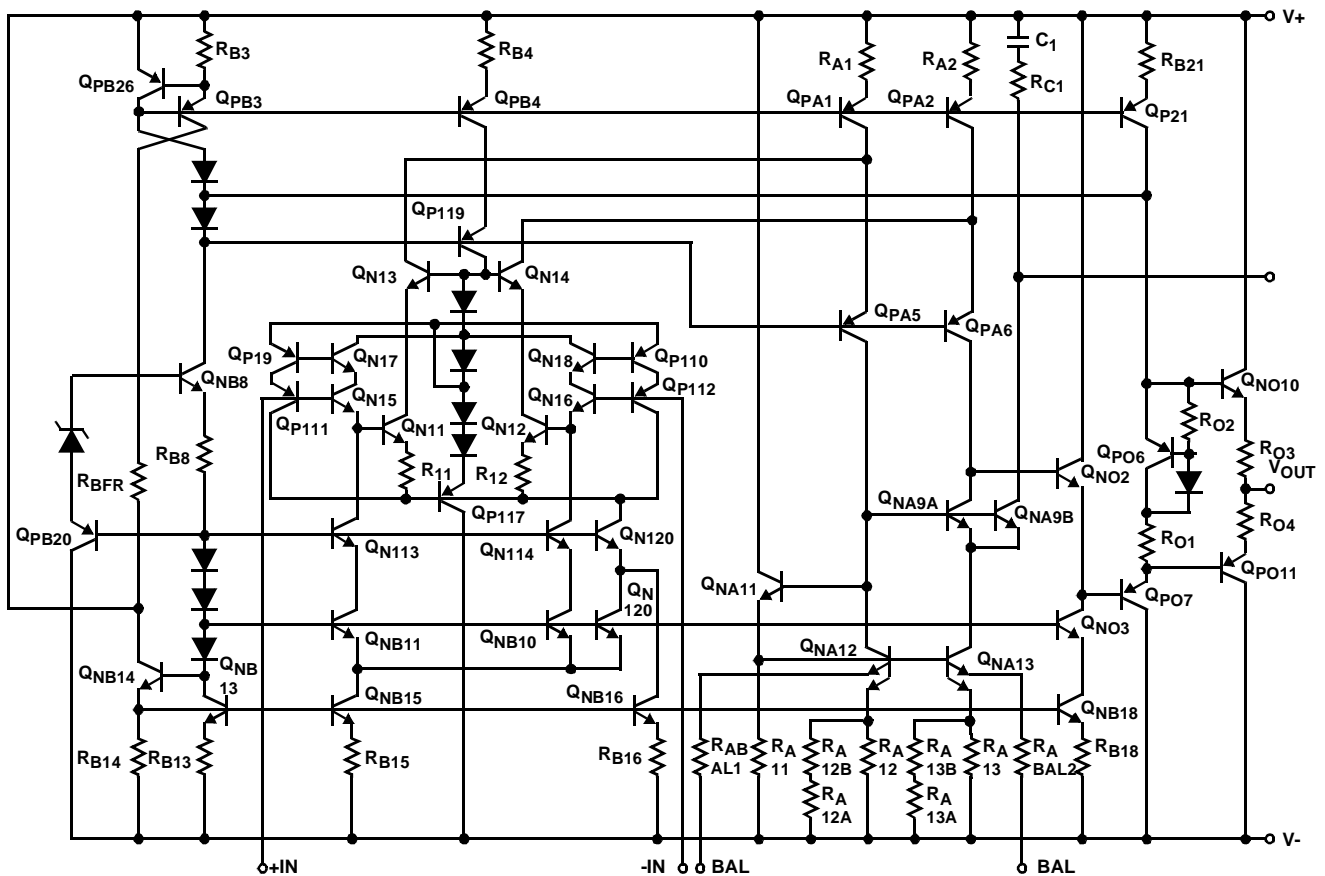 V+
RB3
RB4
RA1
RA2
C1
RC1
RB21
QPB26
QPB3
QPB4
QPA1
QPA2
QP21
QP119
QN13
QN14
QPA5
QPA6
QP19
QN17
QN18
QP110
QNB8
QN15
QN16
QP112
QNO10
QP111
QN11
QN12
RO2
RB8
RBFR
R11
R12
QPO6
RO3
VOUT
QNO2
QP117
QNA9A
QNA9B
RO4
QPB20
QN113
QN114
QN120
RO1
QPO11
QNA11
QN
120
QPO7
QNB11
QNB10
QNO3
QNB14
QNB
13
QNA12
QNA13
QNB15
QNB16
QNB18
RB14
RB13
RB15
RB16
RAB
AL1
RA
11
RA
12B
RA
12
RA
13B
RA
13
RA
BAL2
RB18
RA
12A
RA
13A
V-
+IN
-IN
BAL
BAL